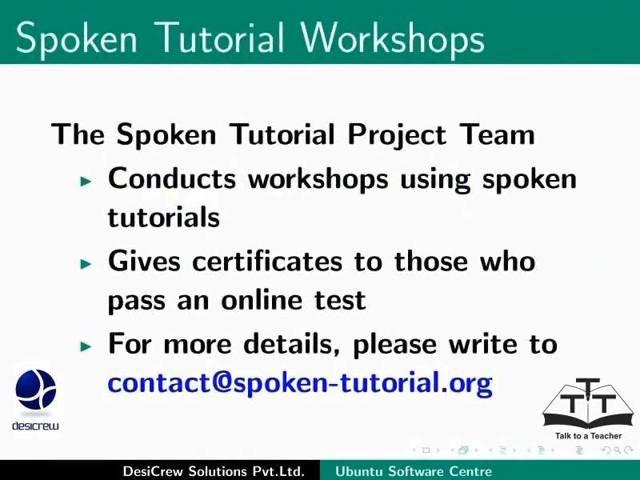 Spoken Tutorial Workshops
The Spoken Tutorial Project Team
Conducts workshops using spoken
tutorials
Gives certificates to those who
pass an online test
For more details, please write to
contact@spoken-tutorial.org
desicrew
T T T
Talk to a Teacher
DesiCrew Solutions Pvt.Ltd. Ubuntu Software Centre